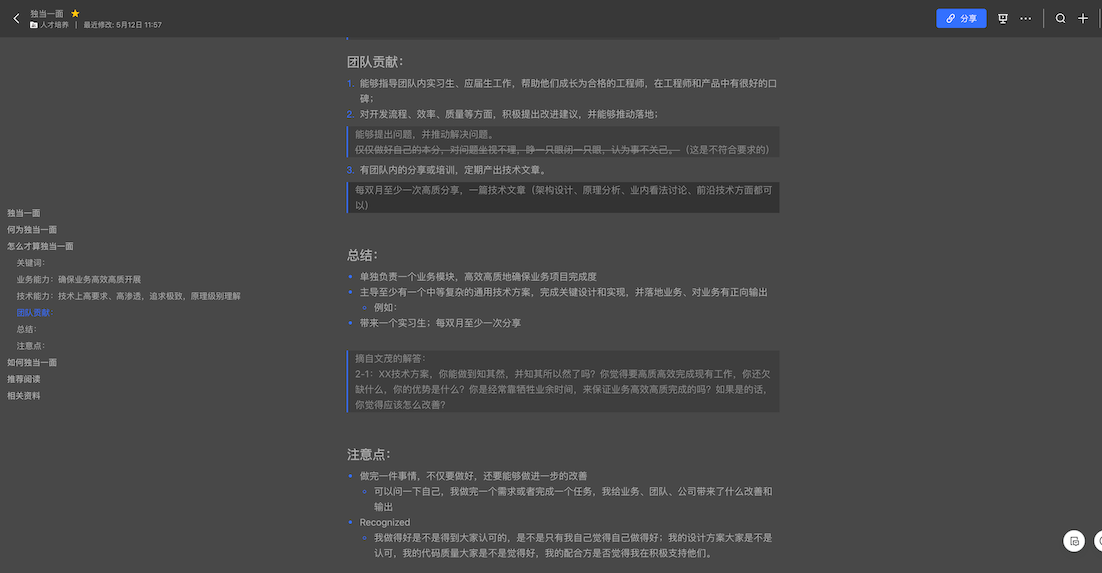 独当一面
人才培养 | 最近修改: 5月12日 11:57
分享
独当一面
何为独当一面
怎么才算独当一面
关键词：
业务能力：确保业务高效高质开展
技术能力：技术上高要求、高渗透，追求极致，原理级别理解
团队贡献：
总结：
注意点：
如何独当一面
推荐阅读
相关资料
团队贡献：
1. 能够指导团队内实习生、应届生工作，帮助他们成长为合格的工程师，在工程师和产品中有很好的口
碑；
2. 对开发流程、效率、质量等方面，积极提出改进建议，并能够推动落地；
能够提出问题，并推动解决问题。
仅仅做好自己的本分，对问题坐视不理，睁一只眼闭一只眼，认为事不关己。（这是不符合要求的）
3. 有团队内的分享或培训，定期产出技术文章。
每双月至少一次高质分享，一篇技术文章（架构设计、原理分析、业内看法讨论、前沿技术方面都可
以）
总结：
单独负责一个业务模块，高效高质地确保业务项目完成度
主导至少有一个中等复杂的通用技术方案，完成关键设计和实现，并落地业务、对业务有正向输出
例如：
带来一个实习生；每双月至少一次分享
摘自文茂的解答：
2-1：XX技术方案，你能做到知其然，并知其所以然了吗？你觉得要高质高效完成现有工作，你还欠
缺什么，你的优势是什么？你是经常靠牺牲业余时间，来保证业务高效高质完成的吗？如果是的话，
你觉得应该怎么改善？
注意点：
做完一件事情，不仅要做好，还要能够做进一步的改善
可以问一下自己，我做完一个需求或者完成一个任务，我给业务、团队、公司带来了什么改善和
输出
Recognized
我做得好是不是得到大家认可的，是不是只有我自己觉得自己做得好；我的设计方案大家是不是
认可，我的代码质量大家是不是觉得好，我的配合方是否觉得我在积极支持他们。